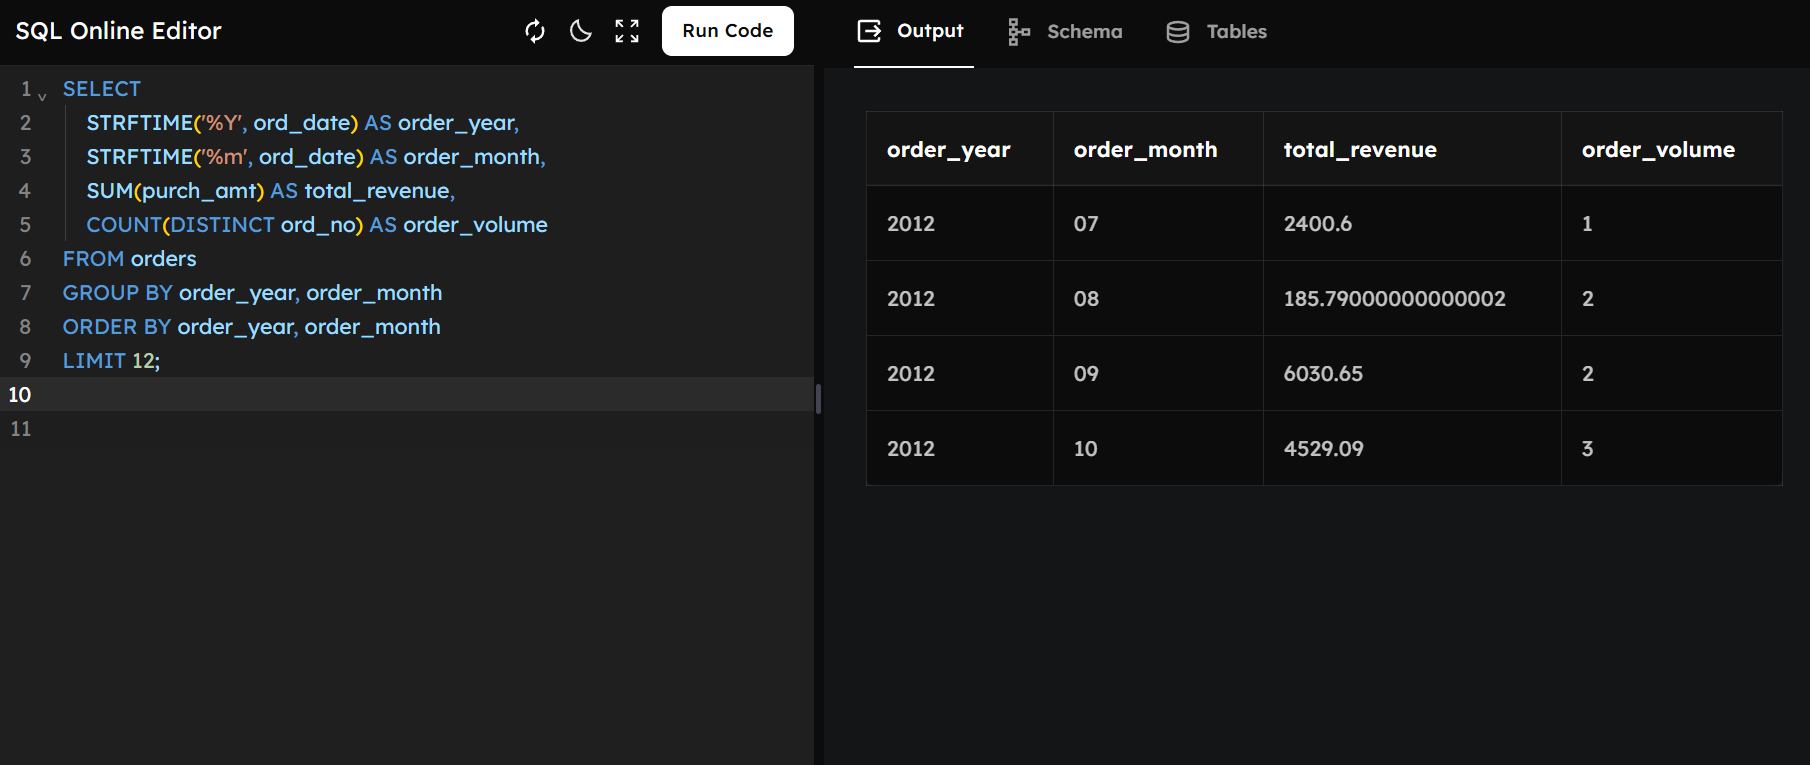 SQL Online Editor
Run Code
Output
Schema
Tables
1 SELECT
2 STRFTIME('%Y', ord_date) AS order_year,
3 STRFTIME('%m', ord_date) AS order_month,
4 SUM(purch_amt) AS total_revenue,
5 COUNT(DISTINCT ord_no) AS order_volume
6 FROM orders
7 GROUP BY order_year, order_month
8 ORDER BY order_year, order_month
9 LIMIT 12;
10
11
order_year order_month total_revenue order_volume
2012 07 2400.6 1
2012 08 185.79000000000002 2
2012 09 6030.65 2
2012 10 4529.09 3